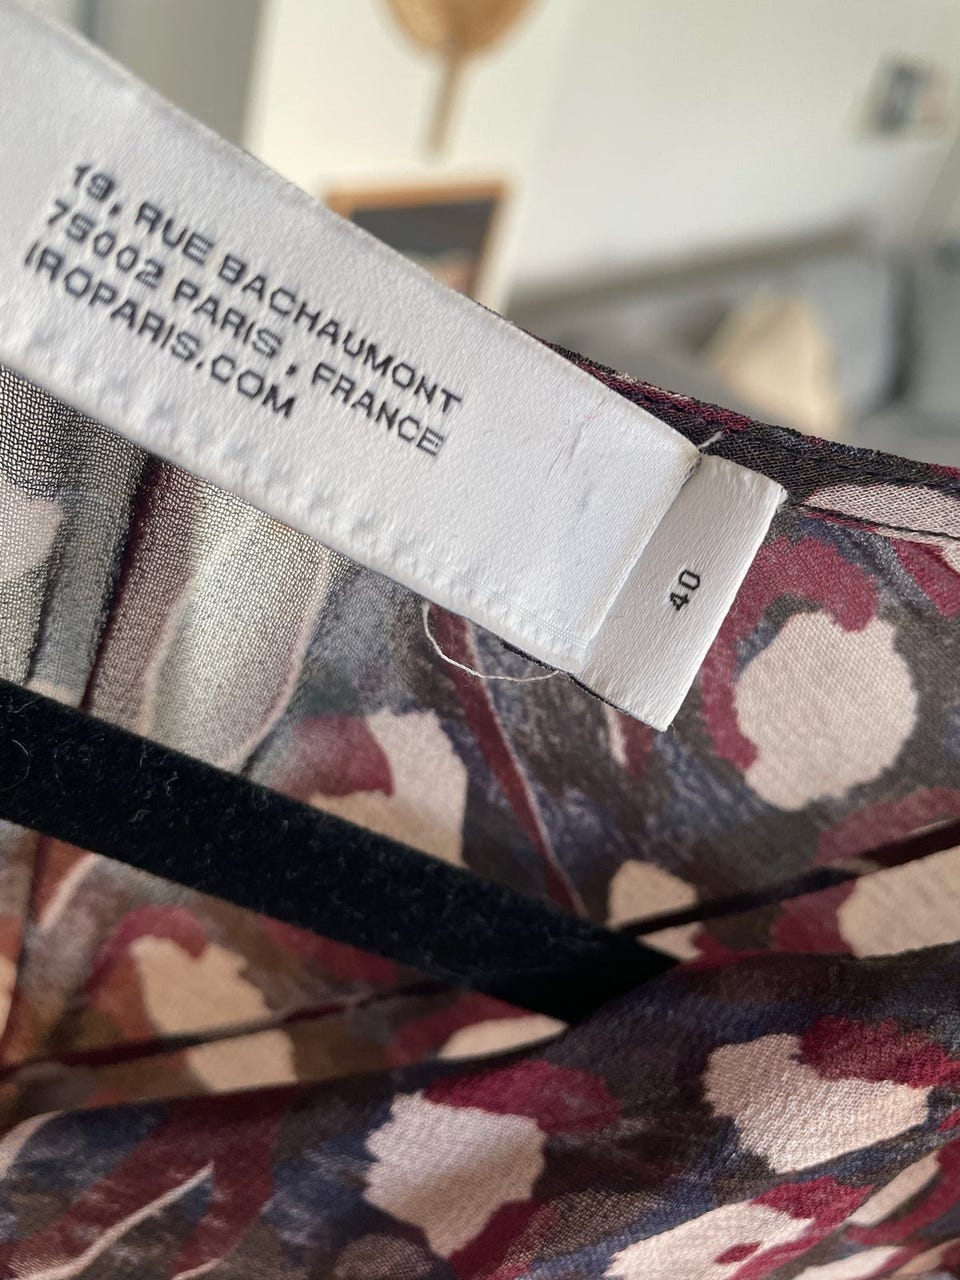 19, RUE BACHAUMONT
75002 PARIS, FRANCE
IROPARIS.COM
40